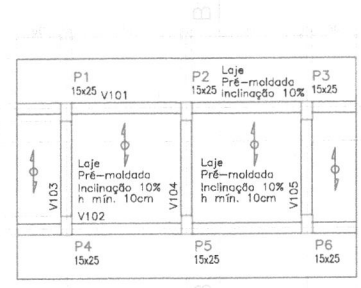 P1
15x25
V101
P2
15x25
Laje
Pré-moldada
Inclinação 10%
P3
15x25
Laje
Pré-moldada
Inclinação 10%
h mín. 10cm
Laje
Pré-moldada
Inclinação 10%
h mín. 10cm
V103
V104
V105
V102
P4
15x25
P5
15x25
P6
15x25